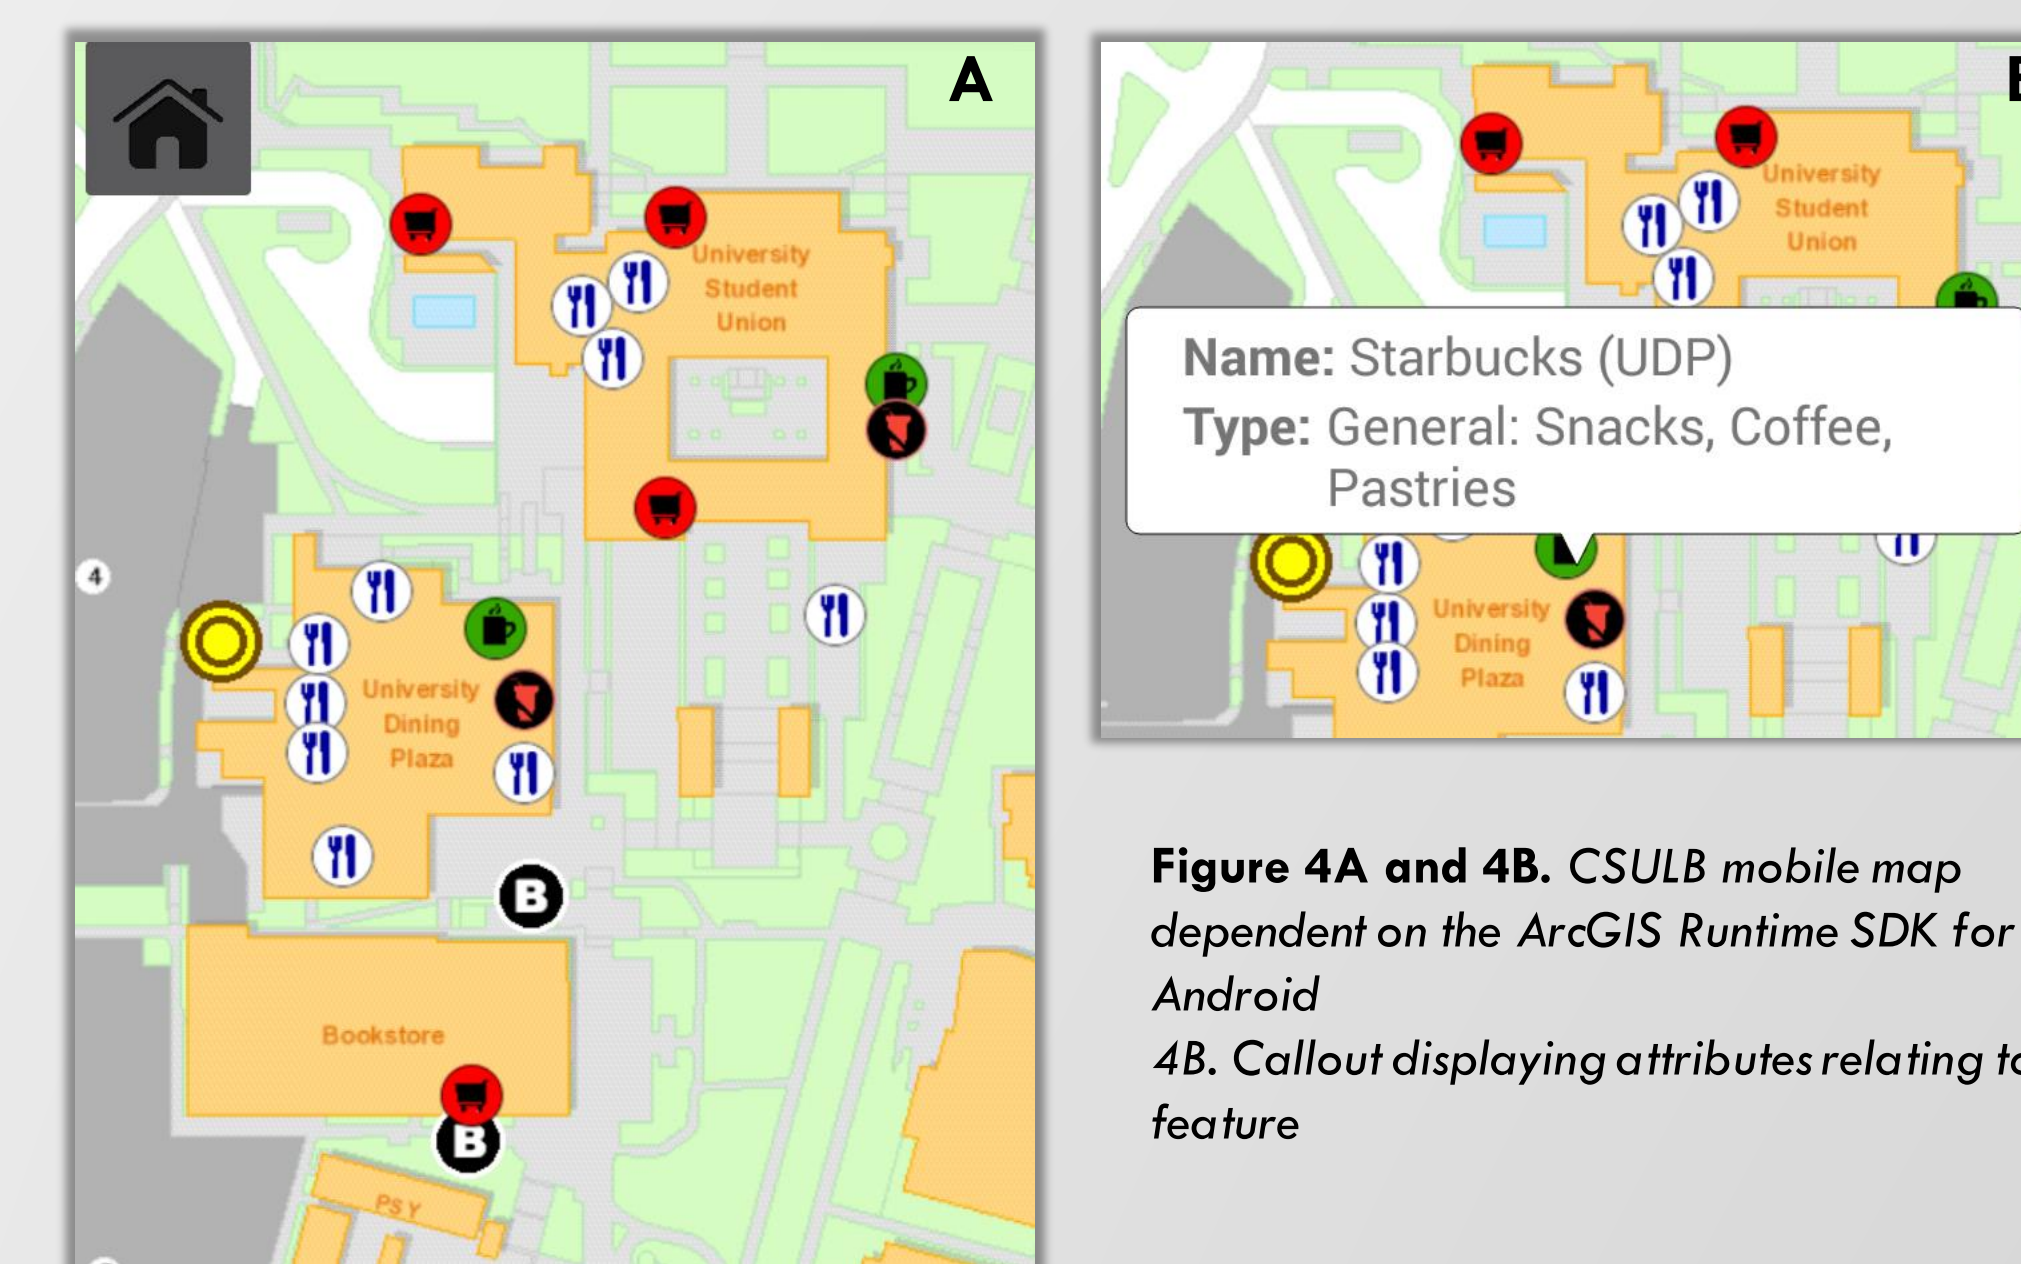 A
University
Student
Union
4
University
Dining
Plaza
B
Bookstore
B
PSY
University
Student
Union
Name: Starbucks (UDP)
Type: General: Snacks, Coffee,
Pastries
University
Dining
Plaza
Figure 4A and 4B. CSULB mobile map
dependent on the ArcGIS Runtime SDK for
Android
4B. Callout displaying attributes relating to
feature